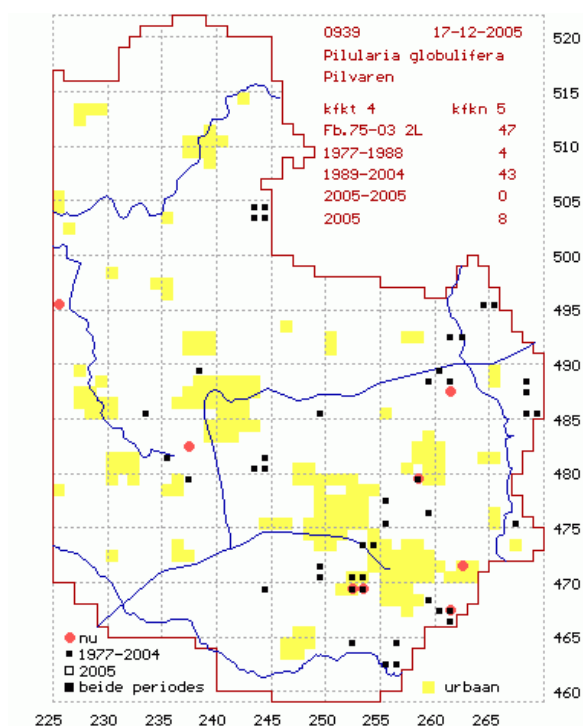 0939 17-12-2005
Pilularia globulifera
Pilvaren
kfkt 4 kfkn 5
Fb.75-03 2L 47
1977-1988 4
1989-2004 43
2005-2005 0
2005 8
520
515
510
505
500
495
490
485
480
475
470
465
460
nu
1977-2004
2005
beide periodes
urbaan
225 230 235 240 245 250 255 260 265